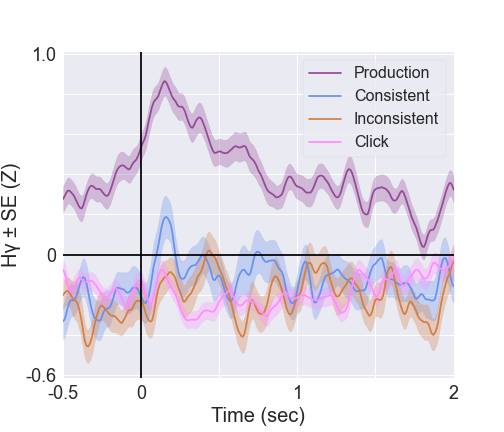 1.0
Production
Consistent
Inconsistent
Click
Hγ ± SE (Z)
0
-0.6
-0.5 0 1 2
Time (sec)